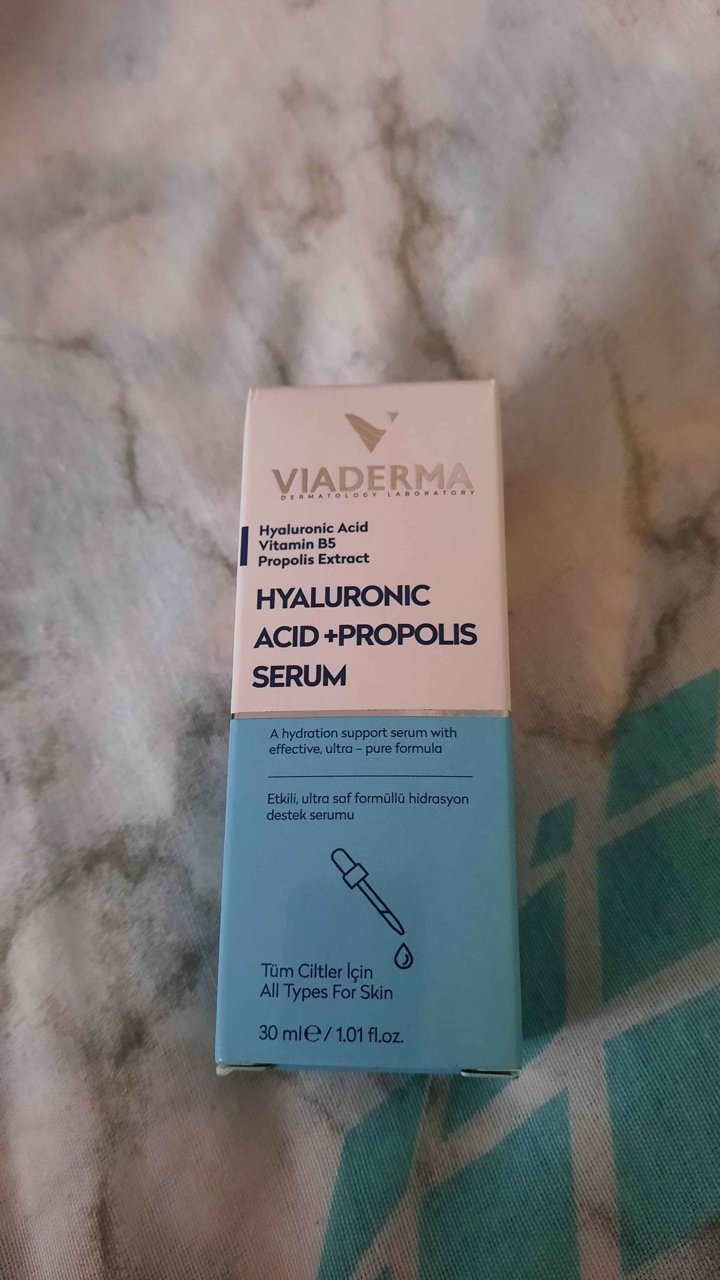 VIADERMA
DERMATOLOGY LABORATORY
Hyaluronic Acid
Vitamin B5
Propolis Extract
HYALURONIC
ACID +PROPOLIS
SERUM
A hydration support serum with
effective, ultra - pure formula
Etkili, ultra saf formüllü hidrasyon
destek serumu
Tüm Ciltler İçin
All Types For Skin
30 ml℮/ 1.01 fl.oz.